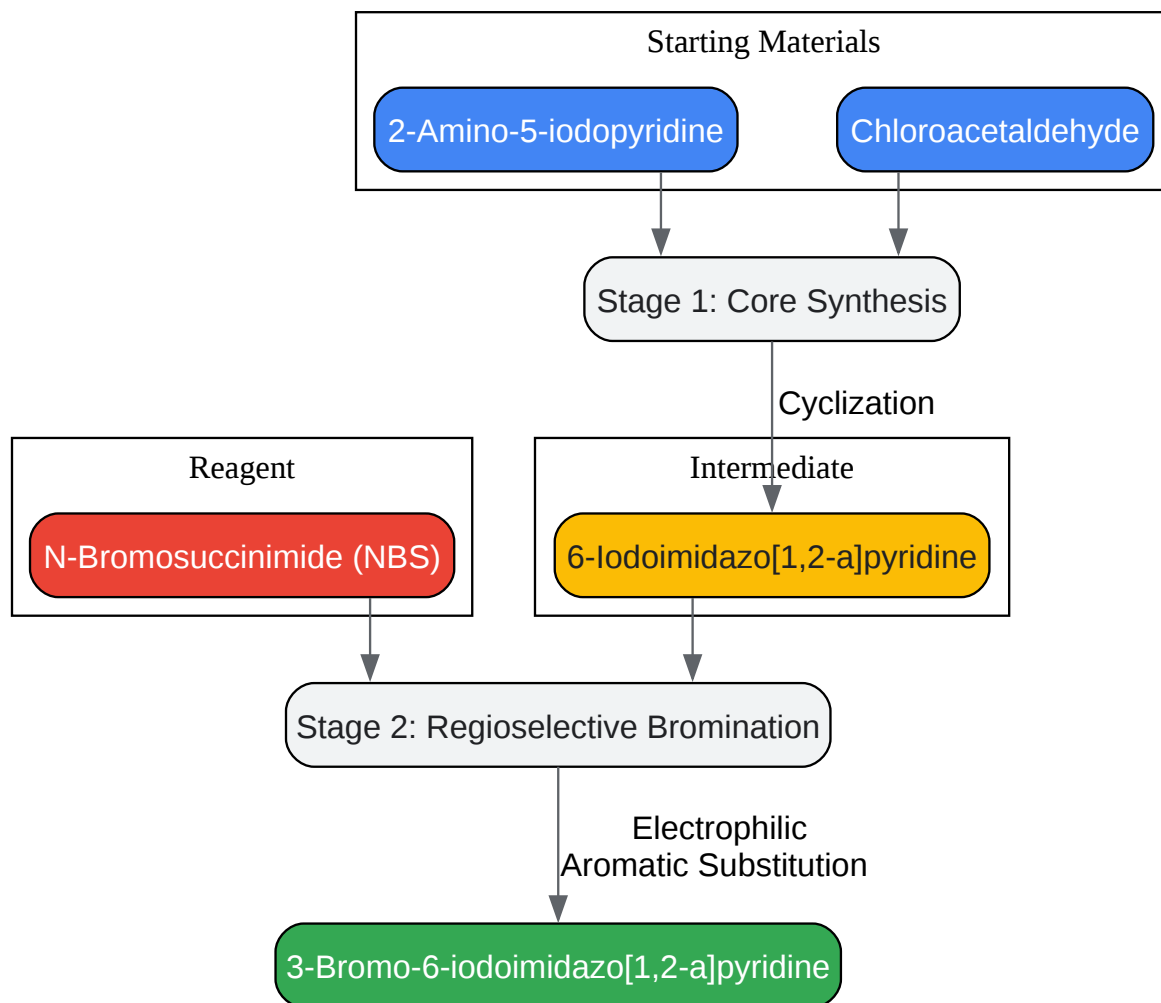 Starting Materials
2-Amino-5-iodopyridine
Chloroacetaldehyde
Stage 1: Core Synthesis
Cyclization
Reagent
Intermediate
N-Bromosuccinimide (NBS)
6-Iodoimidazo[1,2-a]pyridine
Stage 2: Regioselective Bromination
Electrophilic
Aromatic Substitution
3-Bromo-6-iodoimidazo[1,2-a]pyridine